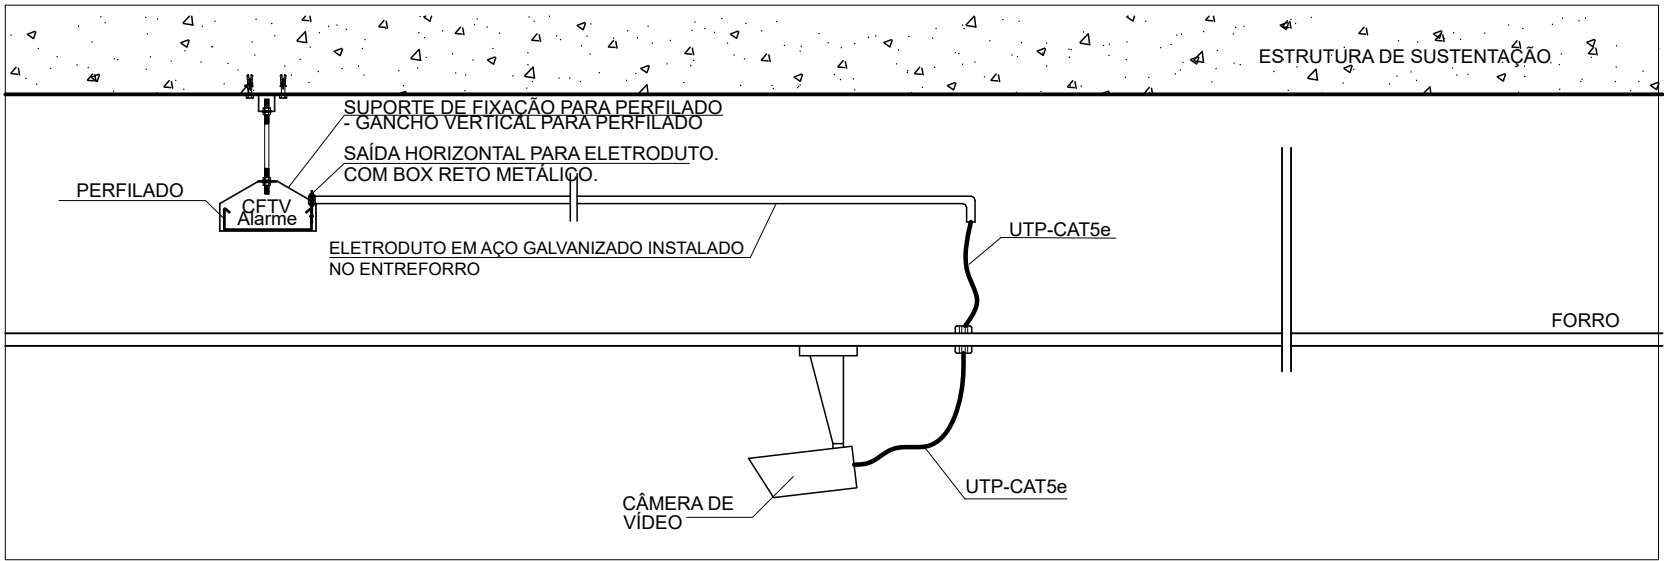 ESTRUTURA DE SUSTENTAÇÃO
SUPORTE DE FIXAÇÃO PARA PERFILADO
- GANCHO VERTICAL PARA PERFILADO
SAÍDA HORIZONTAL PARA ELETRODUTO.
COM BOX RETO METÁLICO.
PERFILADO
CFTV
Alarme
UTP-CAT5e
ELETRODUTO EM AÇO GALVANIZADO INSTALADO
NO ENTREFORRO
FORRO
UTP-CAT5e
CÂMERA DE
VÍDEO